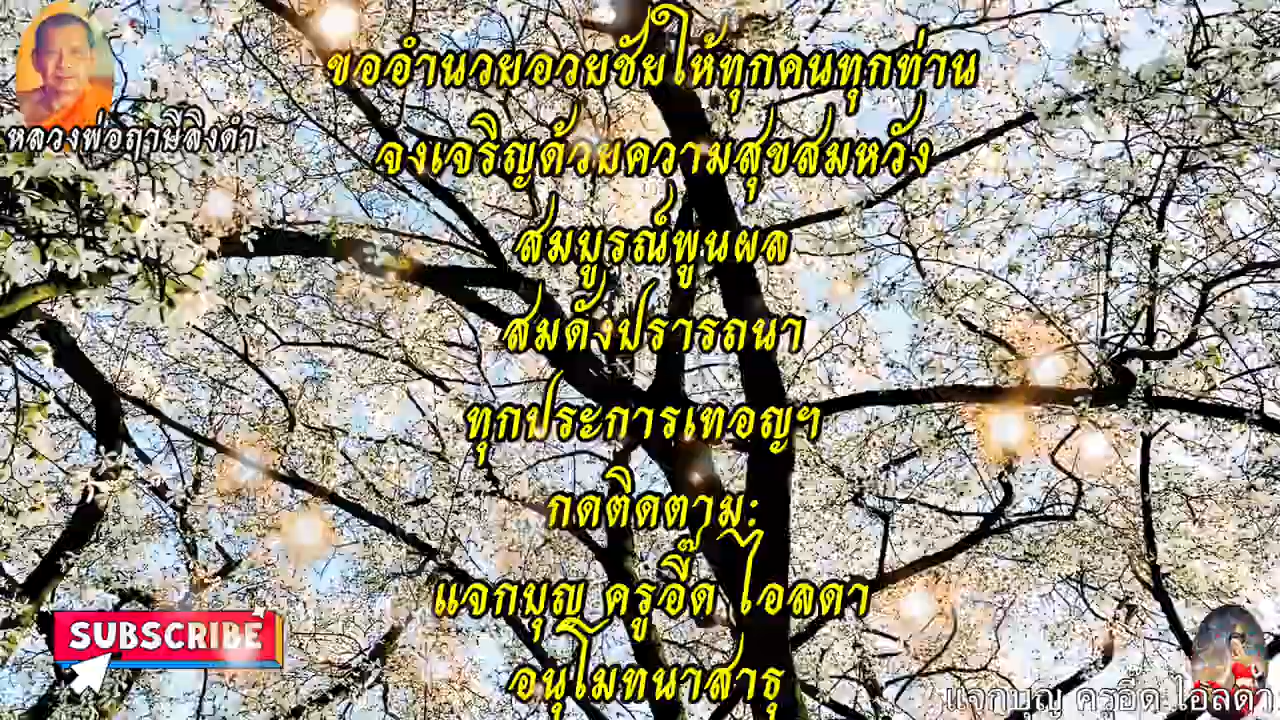 ขออำนวยอวยชัยให้ทุกคนทุกท่าน
หลวงพ่อฤาษีลิงดำ
จงเจริญด้วยความสุขสมหวัง
สมบูรณ์พูนผล
สมดังปรารถนา
ทุกประการเทอญฯ
กดติดตาม:
แจกบุญ ครูอี๊ด ไอลดา
SUBSCRIBE
อนุโมทนาสาธุ
แจกบุญ ครูอี๊ด ไอลดา